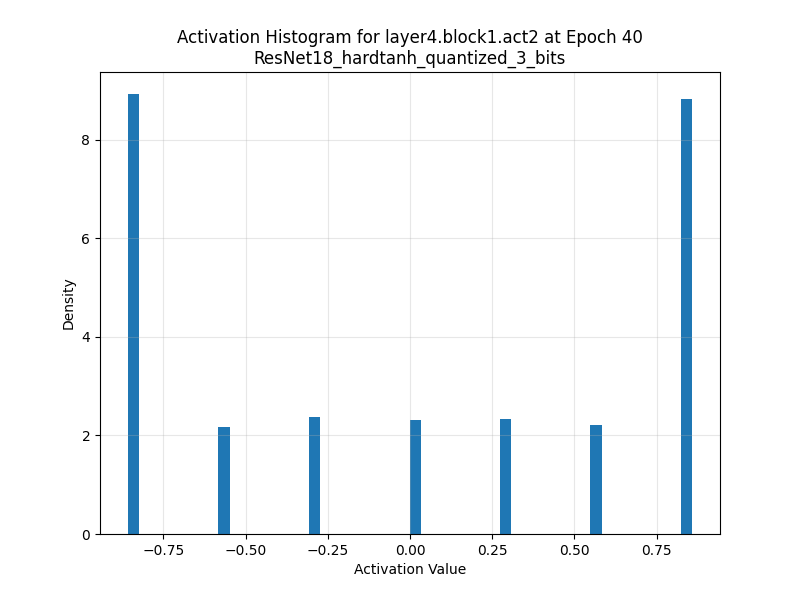 Activation Histogram for layer4.block1.act2 at Epoch 40
ResNet18_hardtanh_quantized_3_bits
8
6
4
2
0
Density
−0.75 −0.50 −0.25 0.00 0.25 0.50 0.75
Activation Value